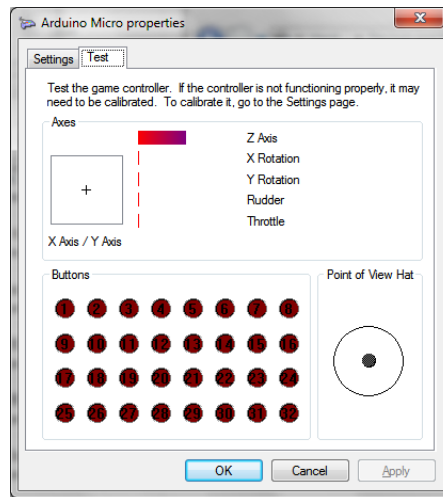 Arduino Micro properties
Settings Test
Test the game controller. If the controller is not functioning properly, it may
need to be calibrated. To calibrate it, go to the Settings page.
Axes
Z Axis
X Rotation
Y Rotation
Rudder
Throttle
X Axis / Y Axis
Buttons
Point of View Hat
1 2 3 4 5 6 7 8
9 10 11 12 13 14 15 16
17 18 19 20 21 22 23 24
25 26 27 28 29 30 31 32
OK Cancel Apply